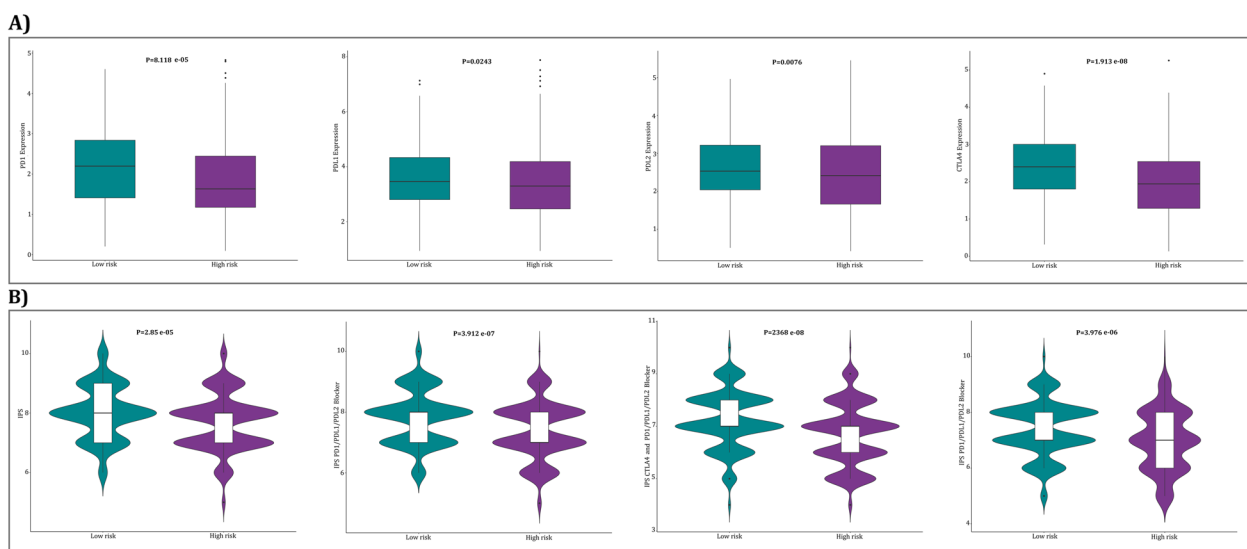 A)
P=8.118 e-05
PD1 Expression
5
4
3
2
1
0
Low risk
High risk
P=0.0243
PDL1 Expression
8
6
4
2
Low risk
High risk
P=0.0076
PDL2 Expression
5
4
3
2
1
Low risk
High risk
P=1.913 e-08
CTLA4 Expression
5
4
3
2
1
0
Low risk
High risk
B)
P=2.85 e-05
IPS
10
8
6
Low risk
High risk
P=3.912 e-07
IPS PD1/PDL1/PDL2 Blocker
10
8
6
Low risk
High risk
P=2368 e-08
IPS CTLA4 and PD1/PDL1/PDL2 Blocker
11
9
7
5
3
Low risk
High risk
P=3.976 e-06
IPS PD1/PDL1/PDL2 Blocker
10
8
6
4
Low risk
High risk